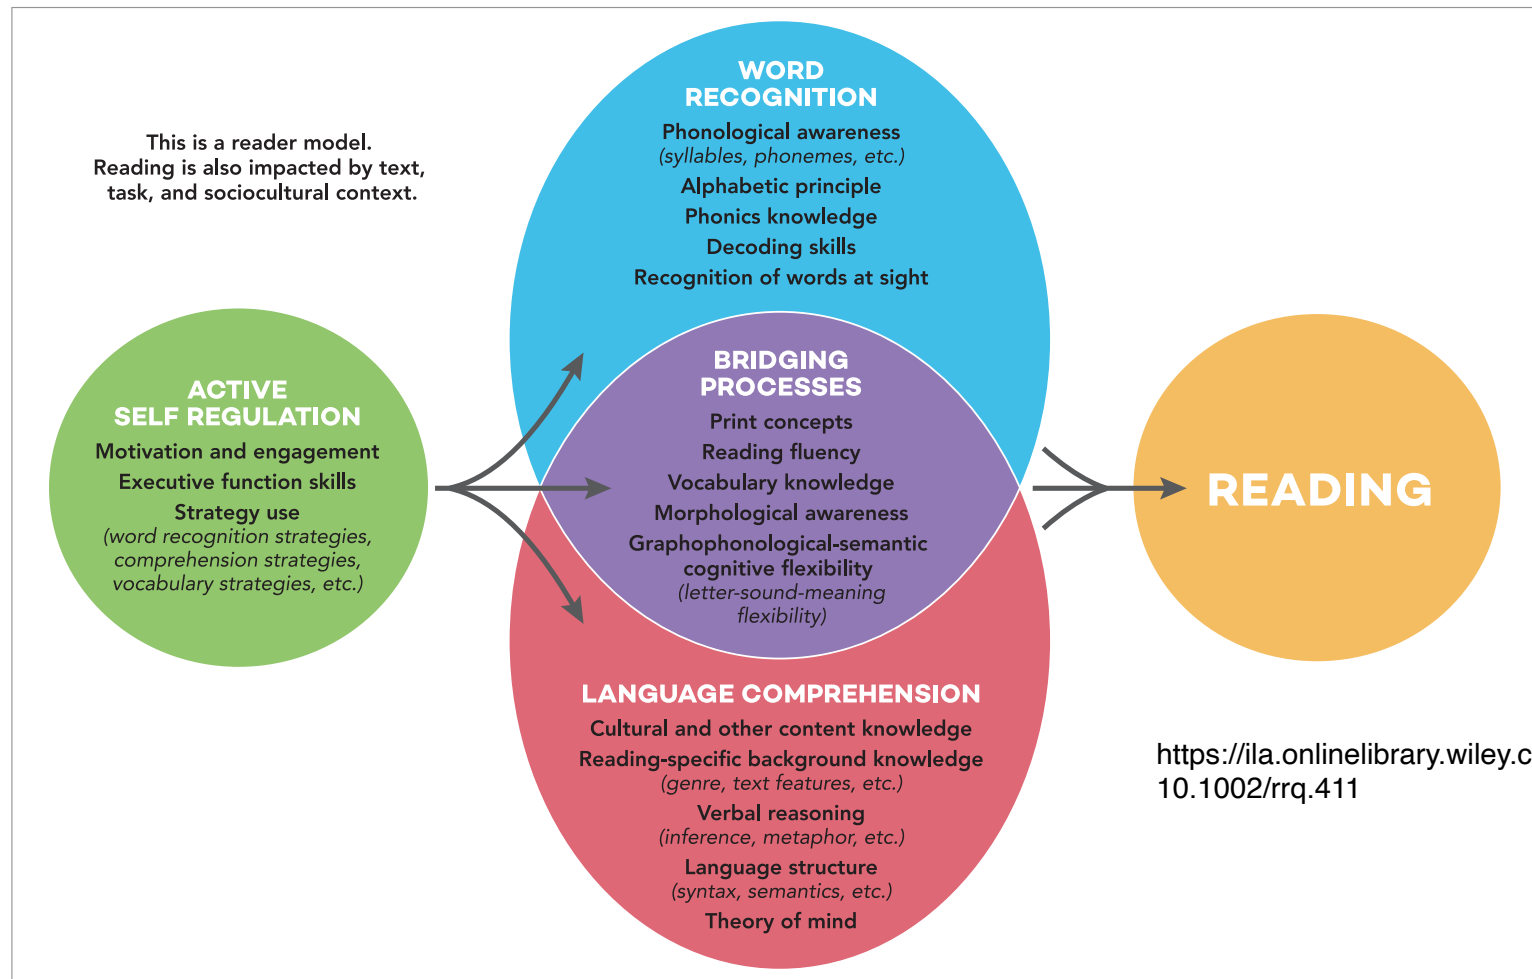 This is a reader model.
Reading is also impacted by text,
task, and sociocultural context.
ACTIVE
SELF REGULATION
Motivation and engagement
Executive function skills
Strategy use
(word recognition strategies,
comprehension strategies,
vocabulary strategies, etc.)
WORD
RECOGNITION
Phonological awareness
(syllables, phonemes, etc.)
Alphabetic principle
Phonics knowledge
Decoding skills
Recognition of words at sight
BRIDGING
PROCESSES
Print concepts
Reading fluency
Vocabulary knowledge
Morphological awareness
Graphophonological-semantic
cognitive flexibility
(letter-sound-meaning
flexibility)
LANGUAGE COMPREHENSION
Cultural and other content knowledge
Reading-specific background knowledge
(genre, text features, etc.)
Verbal reasoning
(inference, metaphor, etc.)
Language structure
(syntax, semantics, etc.)
Theory of mind
READING
https://ila.onlinelibrary.wiley.c
10.1002/rrq.411